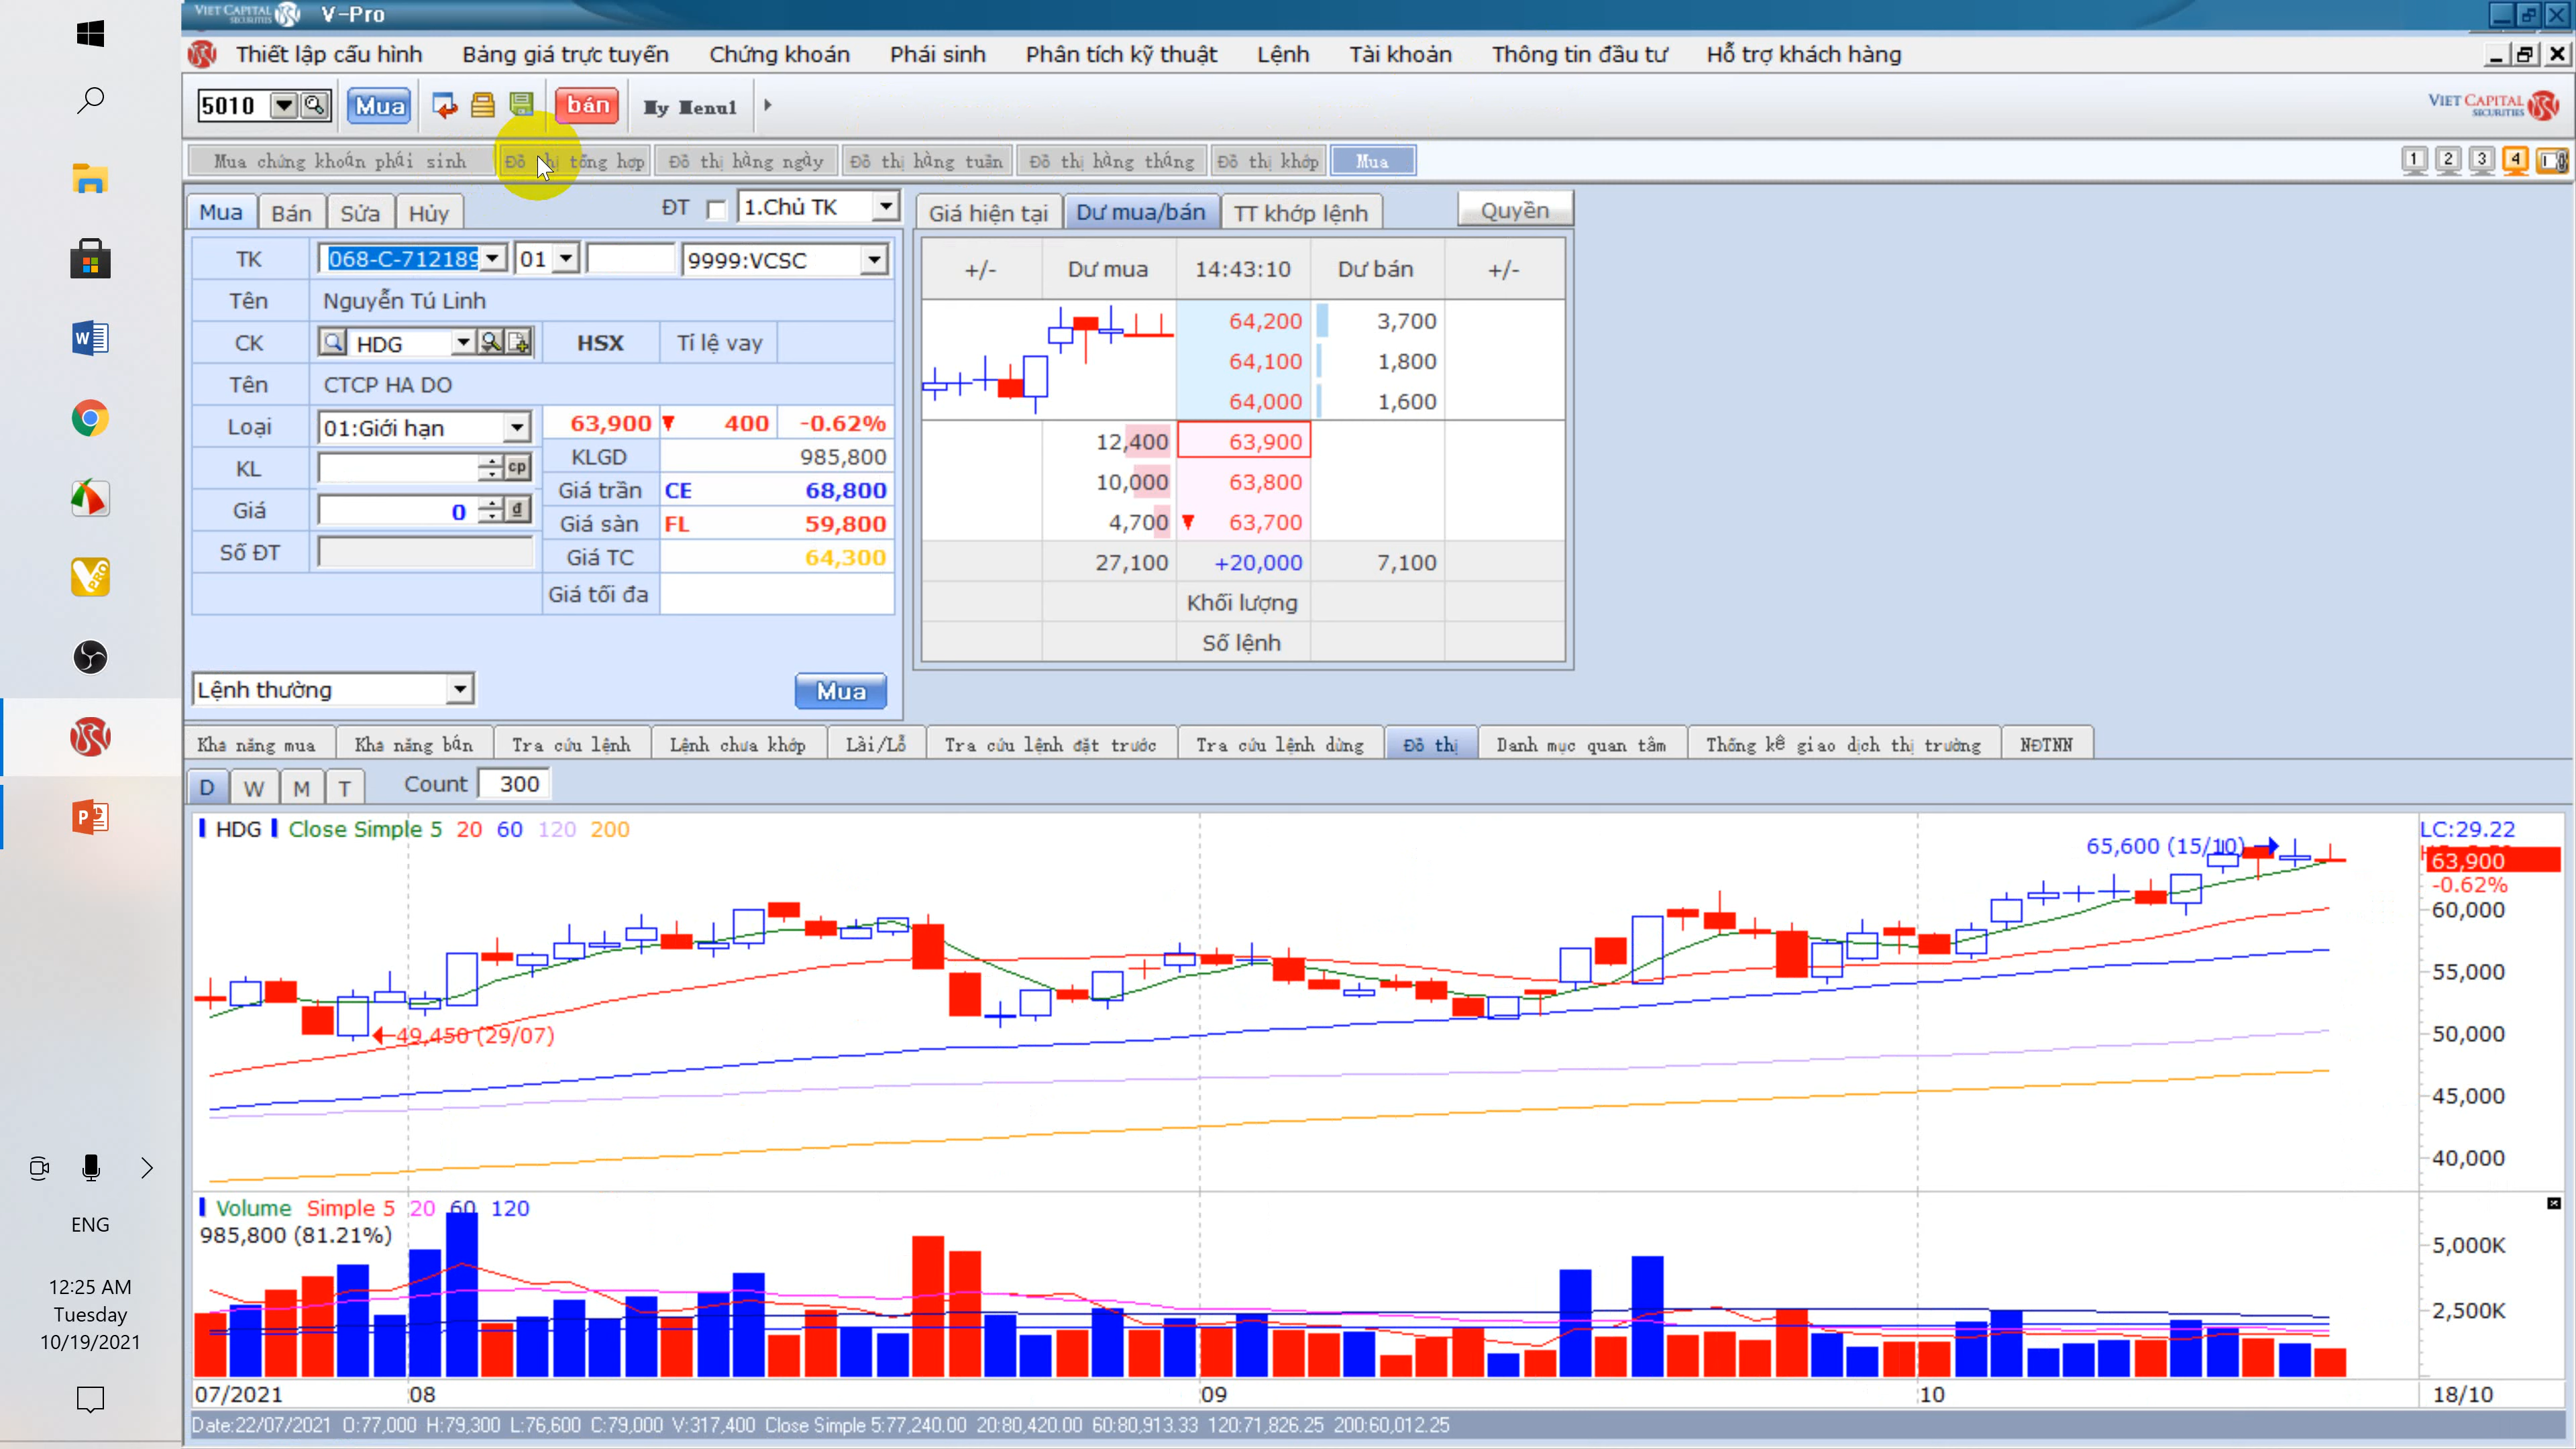 VIET CAPITAL SECURITIES V-Pro
Thiết lập cấu hình Bảng giá trực tuyến Chứng khoán Phái sinh Phân tích kỹ thuật Lệnh Tài khoản Thông tin đầu tư Hỗ trợ khách hàng
5010 Mua bán My Menu1 VIET CAPITAL SECURITIES
Mua chứng khoán phái sinh Đồ thị tổng hợp Đồ thị hàng ngày Đồ thị hàng tuần Đồ thị hàng tháng Đồ thị khớp Mua 1 2 3 4
Mua Bán Sửa Hủy ĐT 1.Chủ TK Giá hiện tại Dư mua/bán TT khớp lệnh Quyền
TK 068-C-712189 01 9999:VCSC
Tên Nguyễn Tú Linh
CK HDG HSX Tỉ lệ vay
Tên CTCP HA DO
Loại 01:Giới hạn 63,900 400 -0.62%
KL cp KLGD 985,800
Giá trần CE 68,800
Giá 0 đ Giá sàn FL 59,800
Số ĐT Giá TC 64,300
Giá tối đa
Lệnh thường Mua
+/- Dư mua 14:43:10 Dư bán +/-
64,200 3,700
64,100 1,800
64,000 1,600
12,400 63,900
10,000 63,800
4,700 63,700
27,100 +20,000 7,100
Khối lượng
Số lệnh
Khả năng mua Khả năng bán Tra cứu lệnh Lệnh chưa khớp Lãi/Lỗ Tra cứu lệnh đặt trước Tra cứu lệnh dừng Đồ thị Danh mục quan tâm Thống kê giao dịch thị trường NĐTNN
D W M T Count 300
HDG Close Simple 5 20 60 120 200
LC:29.22
65,600 (15/10)
63,900
-0.62%
60,000
55,000
49,450 (29/07)
50,000
45,000
40,000
Volume Simple 5 20 60 120
985,800 (81.21%)
5,000K
2,500K
07/2021 08 09 10 18/10
Date:22/07/2021 O:77,000 H:79,300 L:76,600 C:79,000 V:317,400 Close Simple 5:77,240.00 20:80,420.00 60:80,913.33 120:71,826.25 200:60,012.25
ENG
12:25 AM
Tuesday
10/19/2021